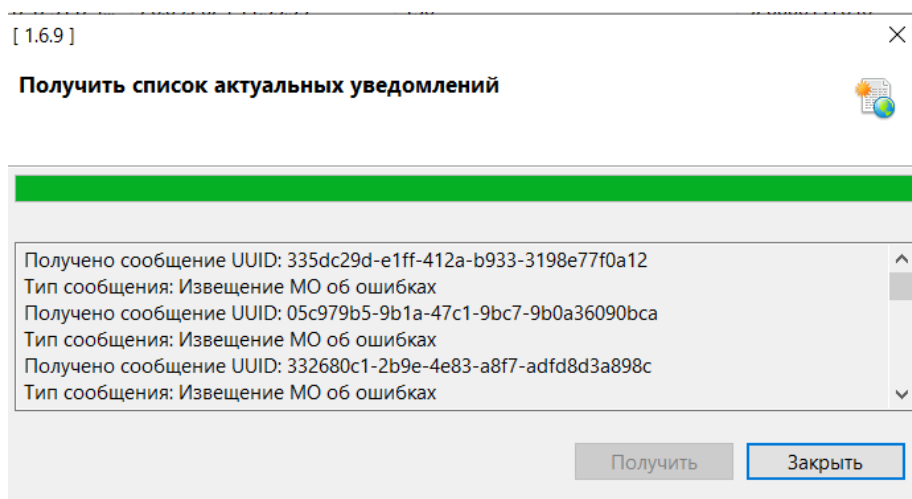 [ 1.6.9 ]
Получить список актуальных уведомлений
Получено сообщение UUID: 335dc29d-e1ff-412a-b933-3198e77f0a12
Тип сообщения: Извещение МО об ошибках
Получено сообщение UUID: 05c979b5-9b1a-47c1-9bc7-9b0a36090bca
Тип сообщения: Извещение МО об ошибках
Получено сообщение UUID: 332680c1-2b9e-4e83-a8f7-adfd8d3a898c
Тип сообщения: Извещение МО об ошибках
Получить
Закрыть